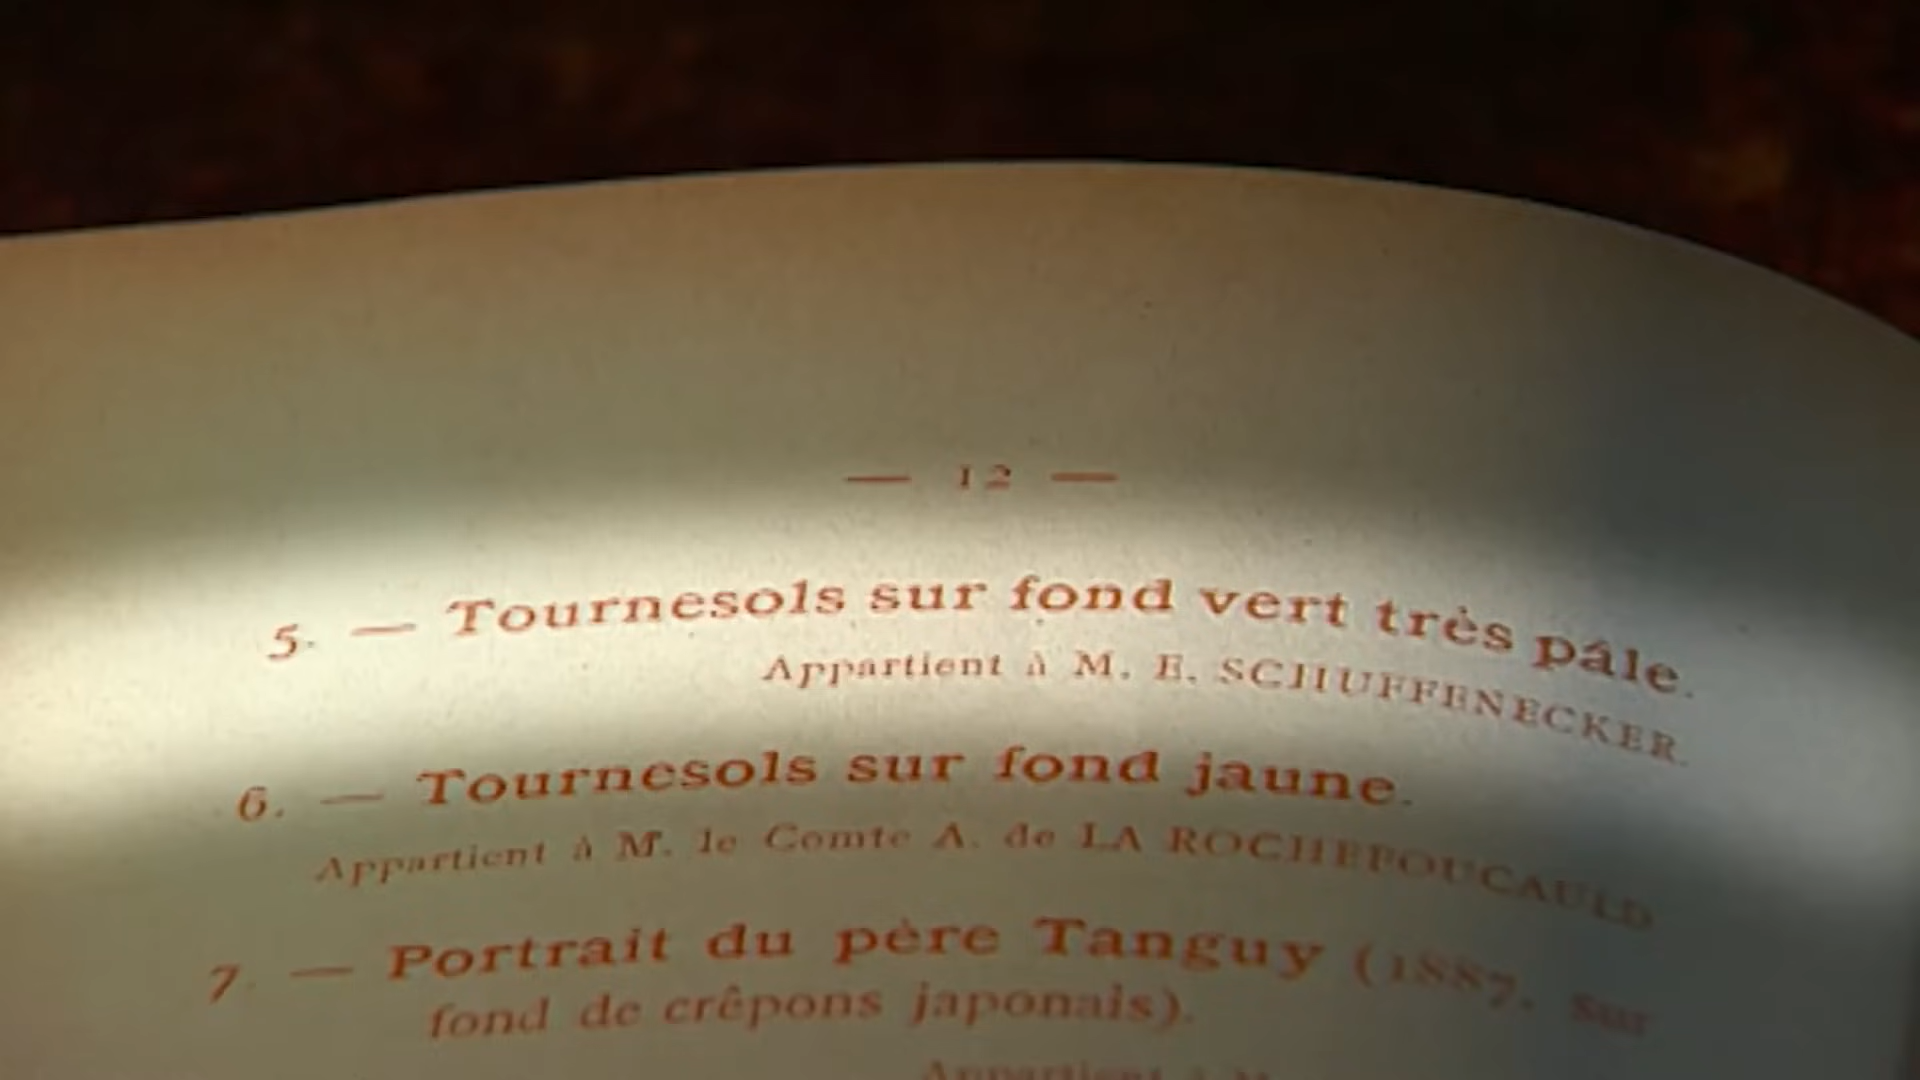 — 12 —
5. — Tournesols sur fond vert très pâle.
Appartient à M. E. SCHUFFENECKER.
6. — Tournesols sur fond jaune.
Appartient à M. le Comte A. de LA ROCHEFOUCAULD
7. — Portrait du père Tanguy (1887, sur
fond de crêpons japonais).
Appartient à M.